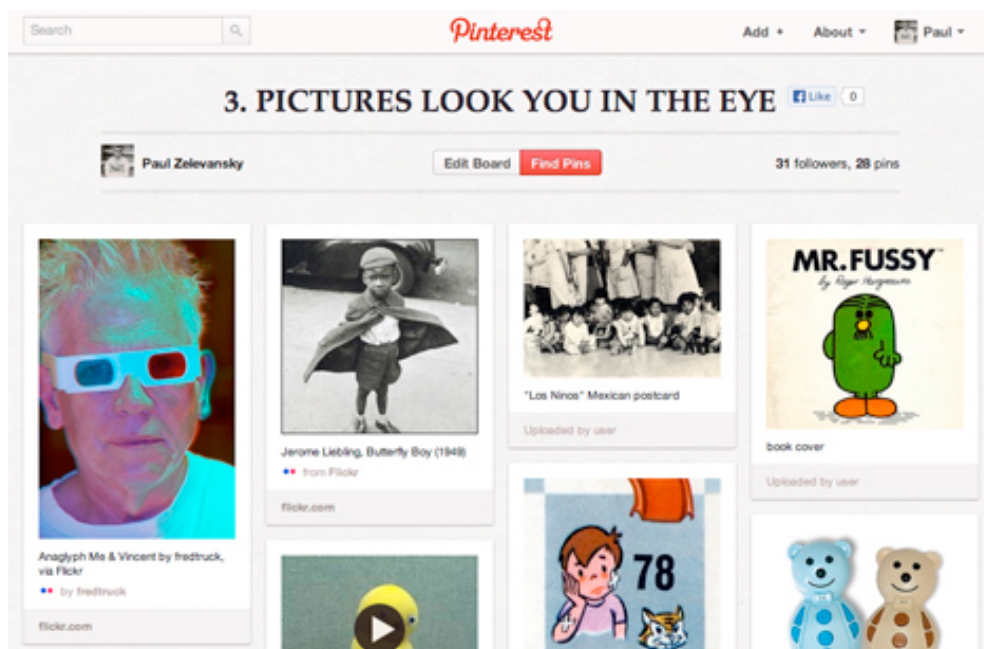 Search
Pinterest
Add +
About
Paul
3. PICTURES LOOK YOU IN THE EYE
Like
0
Paul Zelevansky
Edit Board
Find Pins
31 followers, 28 pins
Anaglyph Me & Vincent by fredtruck,
via Flickr
by fredtruck
flickr.com
Jerome Liebling, Butterfly Boy (1949)
from Flickr
flickr.com
"Los Ninos" Mexican postcard
Uploaded by user
78
MR. FUSSY
by Roger Hargreaves
book cover
Uploaded by user